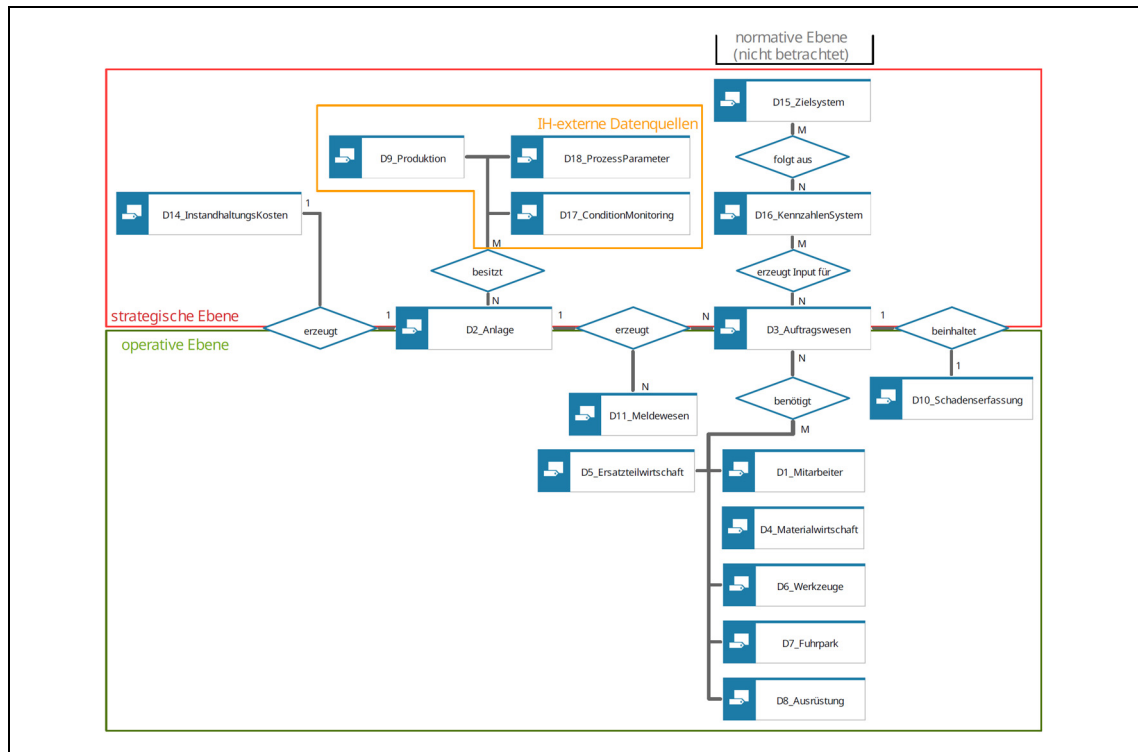 normative Ebene
(nicht betrachtet)
D15_Zielsystem
IH-externe Datenquellen
M
D9_Produktion
D18_ProzessParameter
folgt aus
N
D14_InstandhaltungsKosten
1
D17_ConditionMonitoring
D16_KennzahlenSystem
M
M
besitzt
erzeugt Input für
N
N
strategische Ebene
erzeugt
1
D2_Anlage
1
erzeugt
N
D3_Auftragswesen
1
beinhaltet
operative Ebene
N
1
N
benötigt
D10_Schadenserfassung
D11_Meldewesen
M
D5_Ersatzteilwirtschaft
D1_Mitarbeiter
D4_Materialwirtschaft
D6_Werkzeuge
D7_Fuhrpark
D8_Ausrüstung